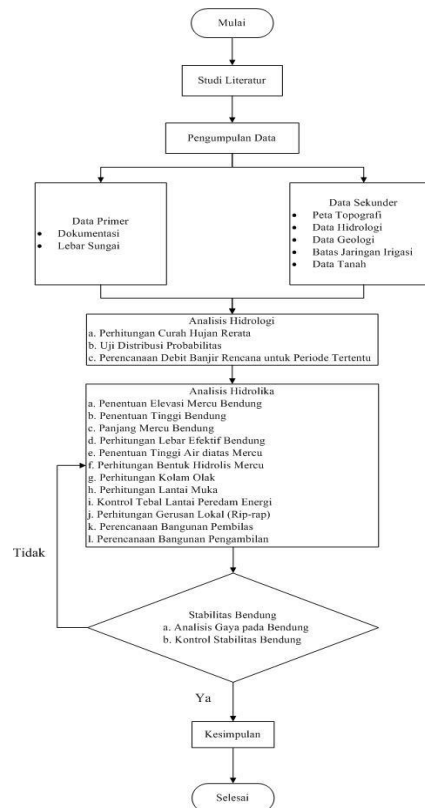 Mulai
Studi Literatur
Pengumpulan Data
Data Primer
• Dokumentasi
• Lebar Sungai
Data Sekunder
• Peta Topografi
• Data Hidrologi
• Data Geologi
• Batas Jaringan Irigasi
• Data Tanah
Analisis Hidrologi
a. Perhitungan Curah Hujan Rerata
b. Uji Distribusi Probabilitas
c. Perencanaan Debit Banjir Rencana untuk Periode Tertentu
Analisis Hidrolika
a. Penentuan Elevasi Mercu Bendung
b. Penentuan Tinggi Bendung
c. Panjang Mercu Bendung
d. Perhitungan Lebar Efektif Bendung
e. Penentuan Tinggi Air diatas Mercu
f. Perhitungan Bentuk Hidrolis Mercu
g. Perhitungan Kolam Olak
h. Perhitungan Lantai Muka
i. Kontrol Tebal Lantai Peredam Energi
j. Perhitungan Gerusan Lokal (Rip-rap)
k. Perencanaan Bangunan Pembilas
l. Perencanaan Bangunan Pengambilan
Tidak
Stabilitas Bendung
a. Analisis Gaya pada Bendung
b. Kontrol Stabilitas Bendung
Ya
Kesimpulan
Selesai